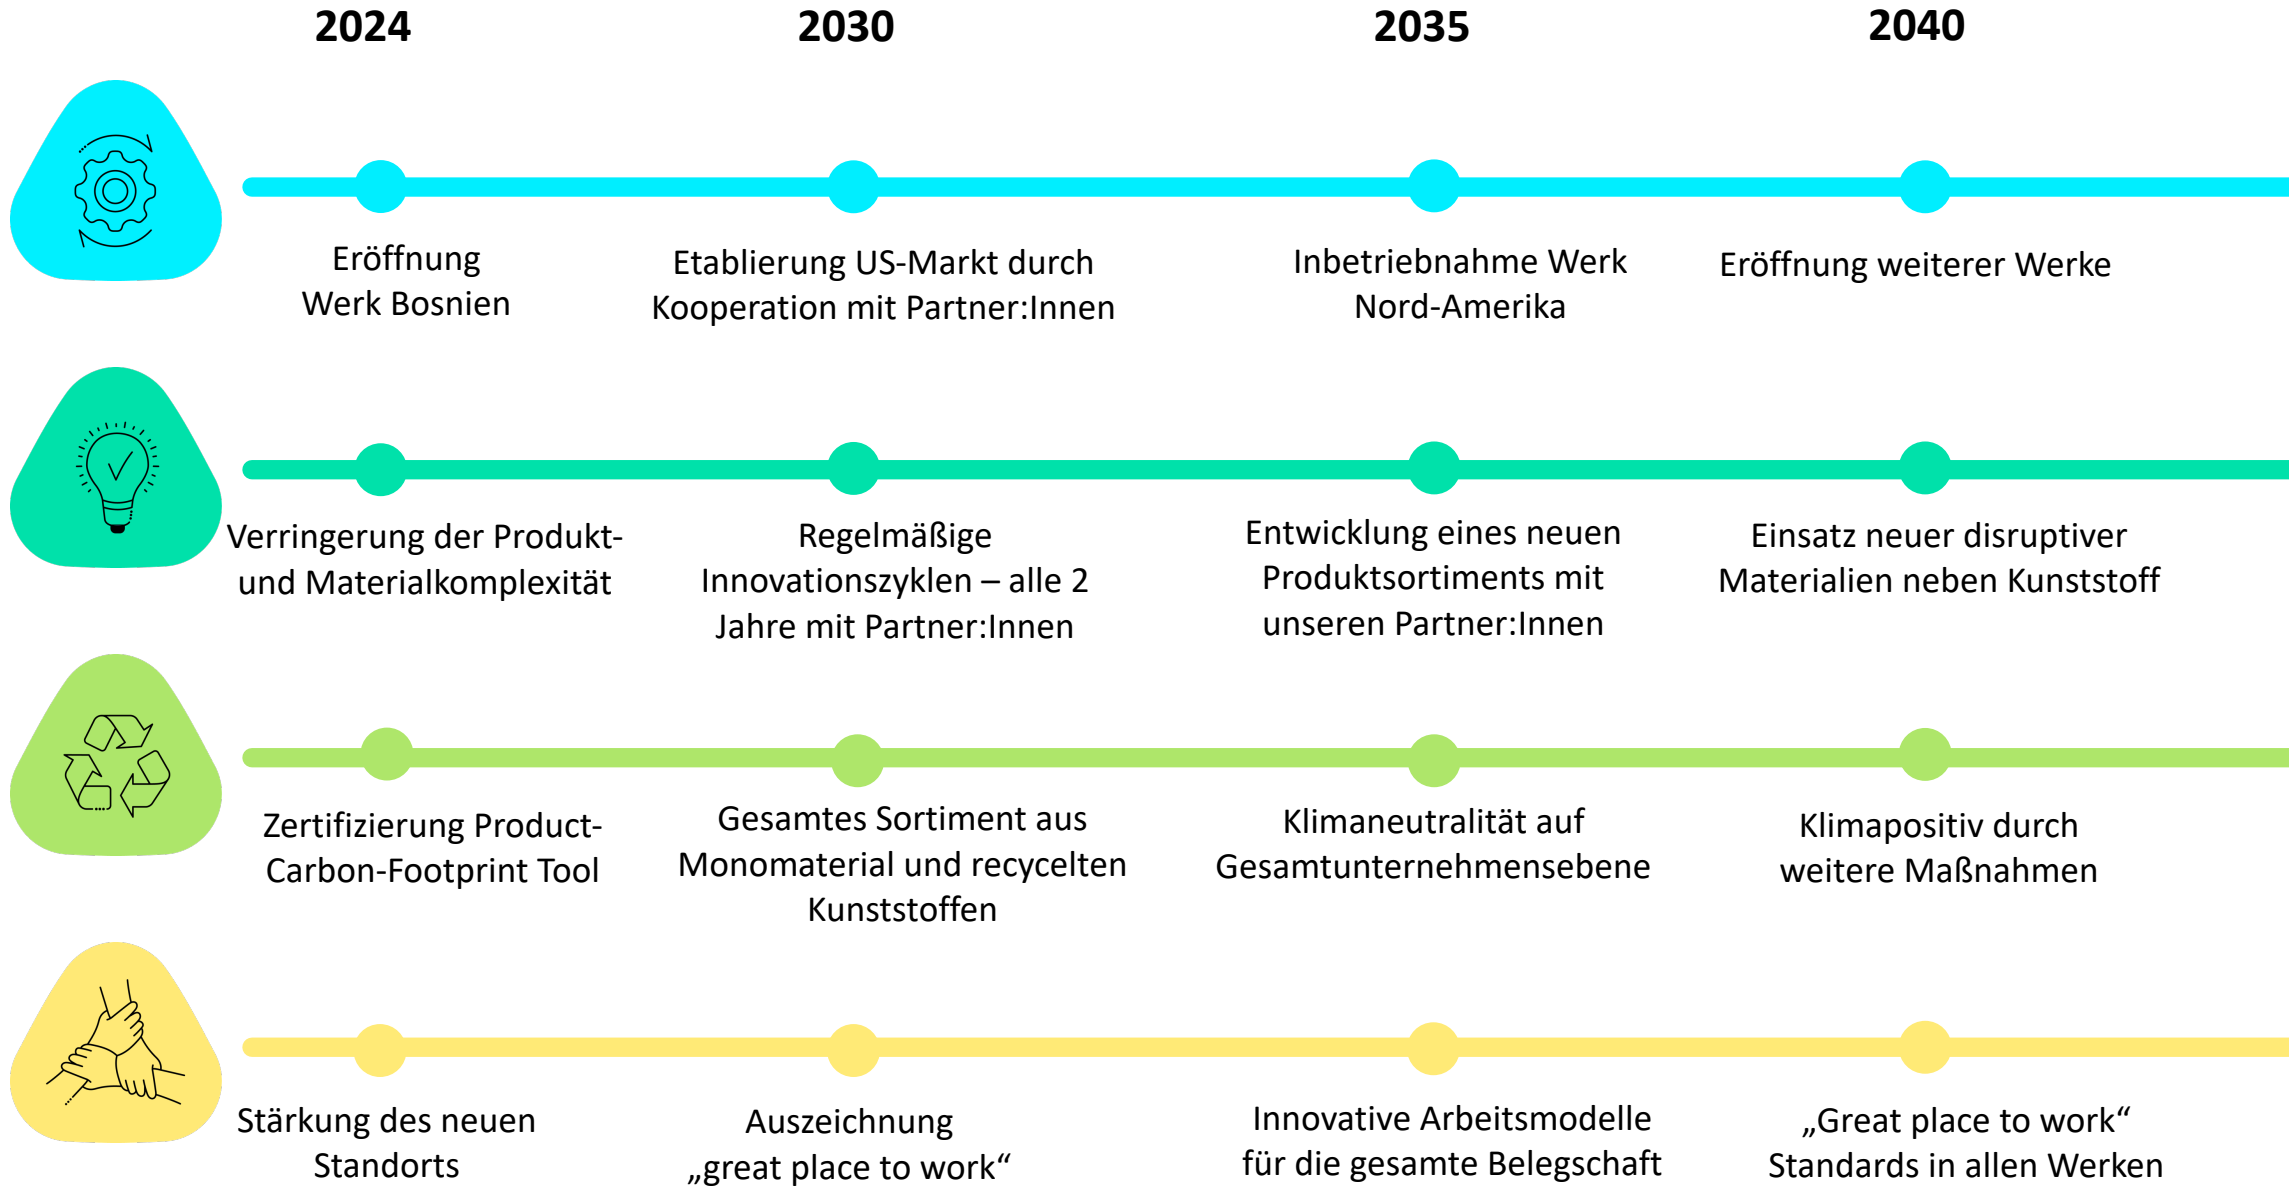 2024
2030
2035
2040
Eröffnung
Werk Bosnien
Etablierung US-Markt durch
Kooperation mit Partner:Innen
Inbetriebnahme Werk
Nord-Amerika
Eröffnung weiterer Werke
Verringerung der Produkt-
und Materialkomplexität
Regelmäßige
Innovationszyklen – alle 2
Jahre mit Partner:Innen
Entwicklung eines neuen
Produktsortiments mit
unseren Partner:Innen
Einsatz neuer disruptiver
Materialien neben Kunststoff
Zertifizierung Product-
Carbon-Footprint Tool
Gesamtes Sortiment aus
Monomaterial und recycelten
Kunststoffen
Klimaneutralität auf
Gesamtunternehmensebene
Klimapositiv durch
weitere Maßnahmen
Stärkung des neuen
Standorts
Auszeichnung
„great place to work“
Innovative Arbeitsmodelle
für die gesamte Belegschaft
„Great place to work“
Standards in allen Werken